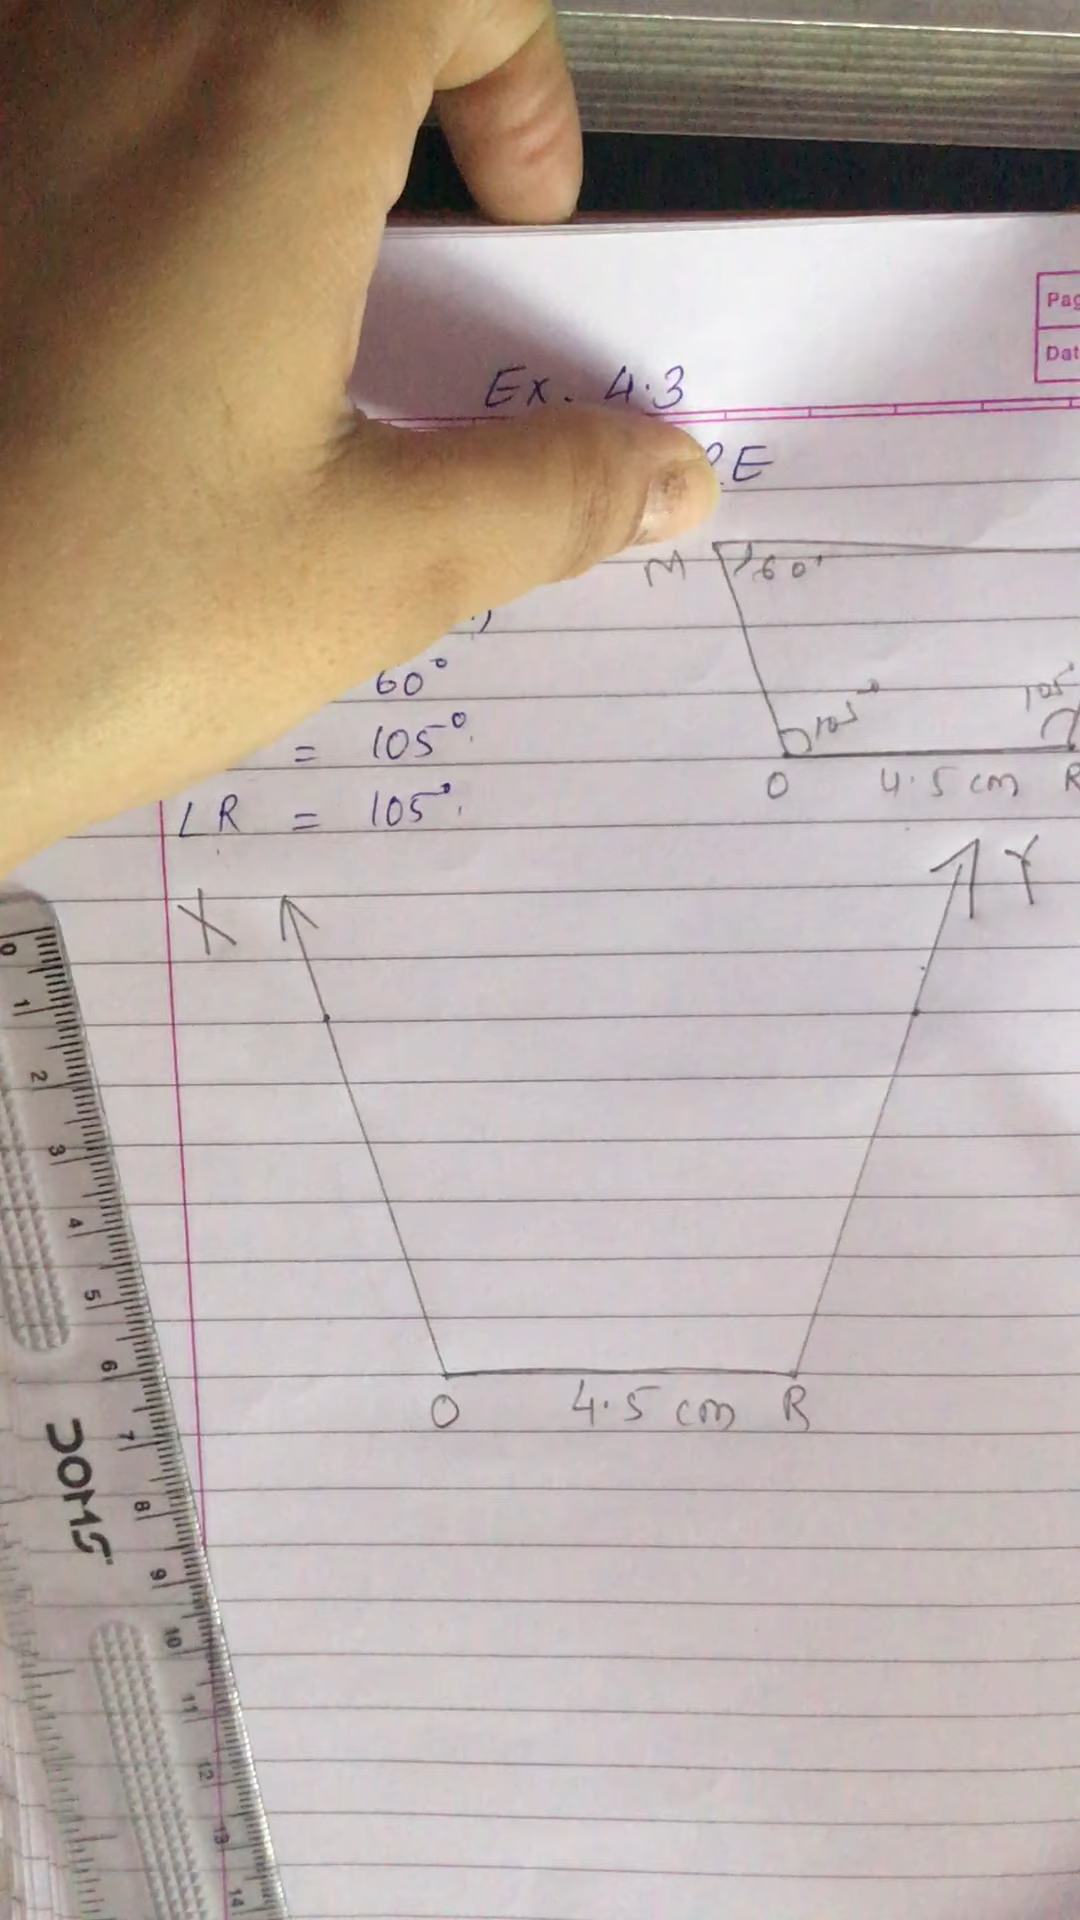 Pag
Dat
Ex. 4.3
E
M 60°
60°
= 105°
∠R = 105°
105°
105°
O 4.5 cm R
X Y
O 4.5 cm R
0 1 2 3 4 5 6 7 8 9 10 11 12 13 14
DOMS